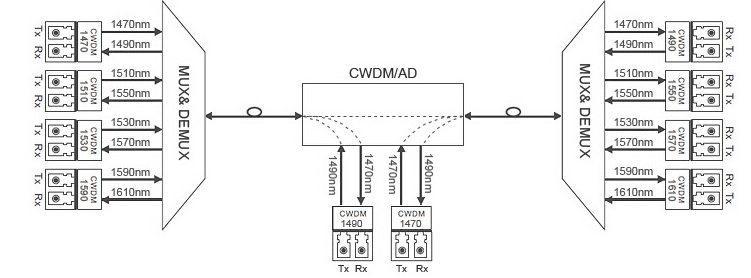 Tx
Rx
CWDM
1470
1470nm
1490nm
Tx
Rx
CWDM
1510
1510nm
1550nm
Tx
Rx
CWDM
1530
1530nm
1570nm
Tx
Rx
CWDM
1590
1590nm
1610nm
MUX& DEMUX
CWDM/AD
1490nm
1470nm
1470nm
1490nm
CWDM
1490
Tx Rx
CWDM
1470
Tx Rx
MUX& DEMUX
1470nm
1490nm
CWDM
1490
Rx
Tx
1510nm
1550nm
CWDM
1550
Rx
Tx
1530nm
1570nm
CWDM
1570
Rx
Tx
1590nm
1610nm
CWDM
1610
Rx
Tx